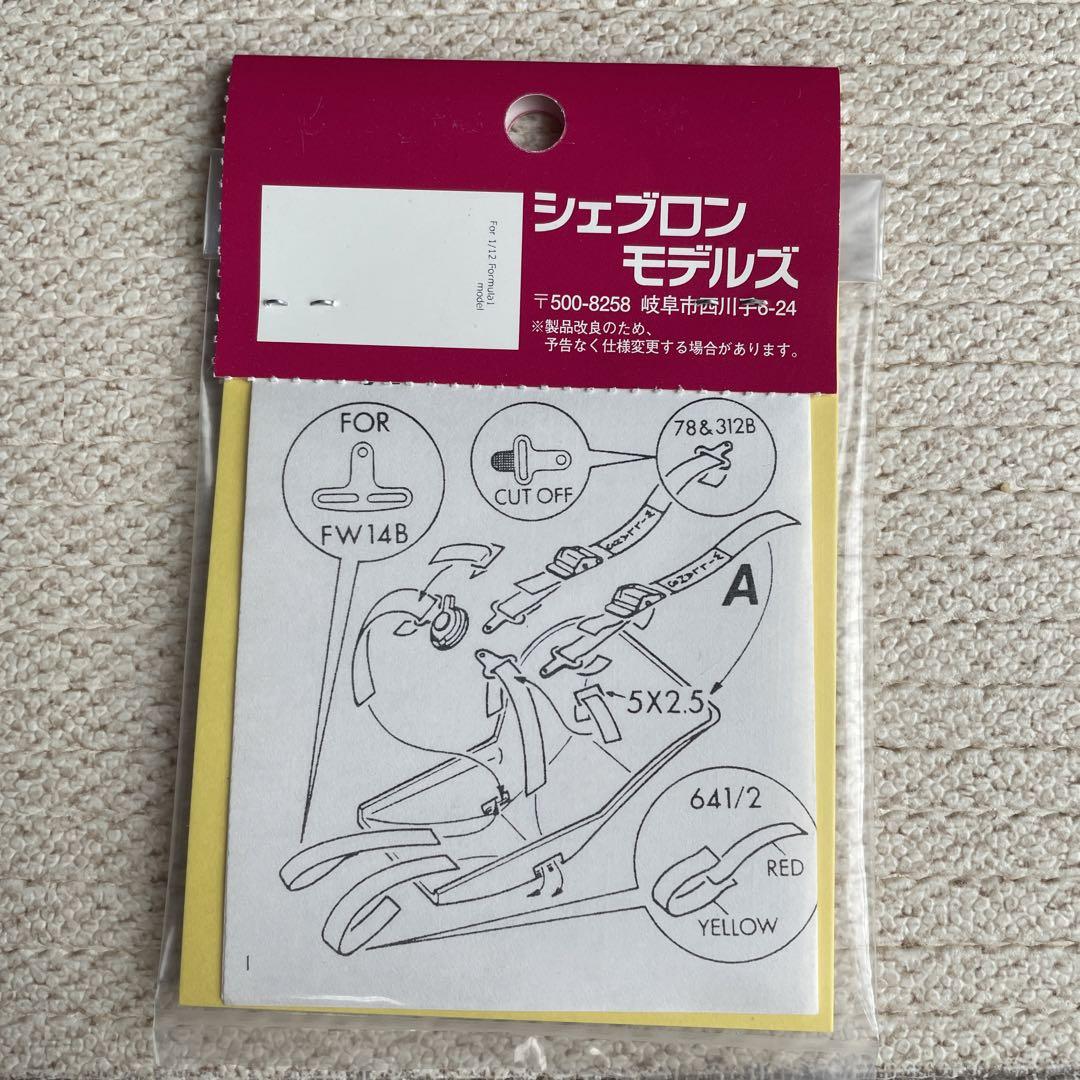 シェブロン
モデルズ
〒500-8258 岐阜市西川手6-24
※製品改良のため、
予告なく仕様変更する場合があります。
For 1/12 Formula1
model
FOR
FW14B
CUT OFF
78&312B
WILLANS
WILLANS
A
5X2.5
641/2
RED
YELLOW
1